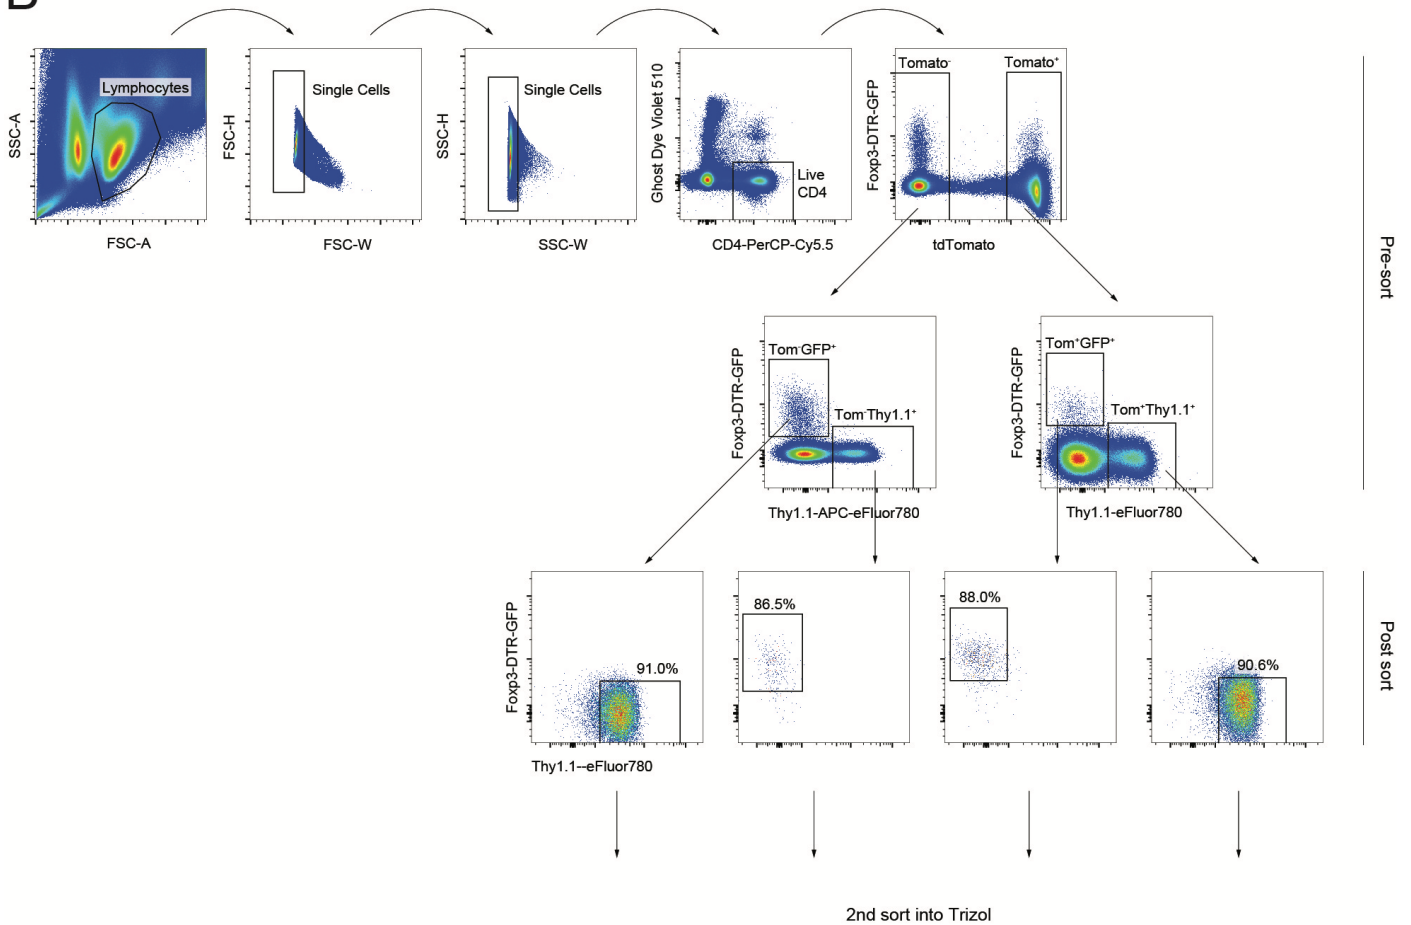 Lymphocytes
SSC-A
FSC-A
Single Cells
FSC-H
FSC-W
Single Cells
SSC-H
SSC-W
Ghost Dye Violet 510
Live
CD4
CD4-PerCP-Cy5.5
Tomato⁻
Tomato⁺
Foxp3-DTR-GFP
tdTomato
Pre-sort
Tom⁻GFP⁺
Tom⁻Thy1.1⁺
Foxp3-DTR-GFP
Thy1.1-APC-eFluor780
Tom⁺GFP⁺
Tom⁺Thy1.1⁺
Foxp3-DTR-GFP
Thy1.1-eFluor780
91.0%
Foxp3-DTR-GFP
Thy1.1--eFluor780
86.5%
88.0%
90.6%
Post sort
2nd sort into Trizol